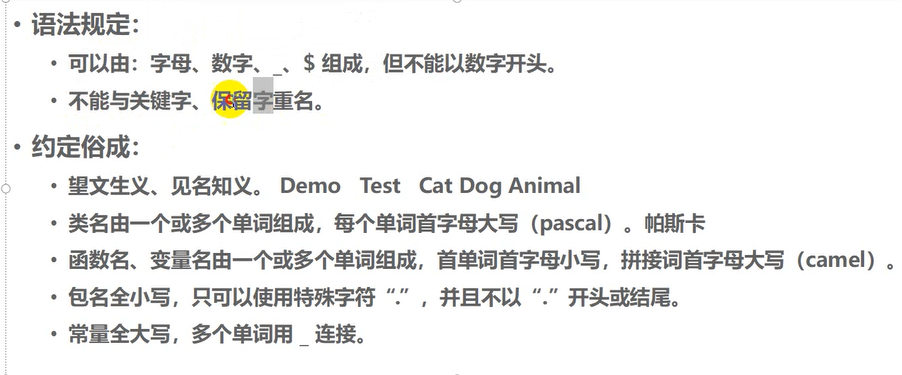 • 语法规定：
• 可以由：字母、数字、_、$ 组成，但不能以数字开头。
• 不能与关键字、保留字重名。
• 约定俗成：
• 望文生义、见名知义。 Demo Test Cat Dog Animal
• 类名由一个或多个单词组成，每个单词首字母大写（pascal）。帕斯卡
• 函数名、变量名由一个或多个单词组成，首单词首字母小写，拼接词首字母大写（camel）。
• 包名全小写，只可以使用特殊字符“.”，并且不以“.”开头或结尾。
• 常量全大写，多个单词用 _ 连接。